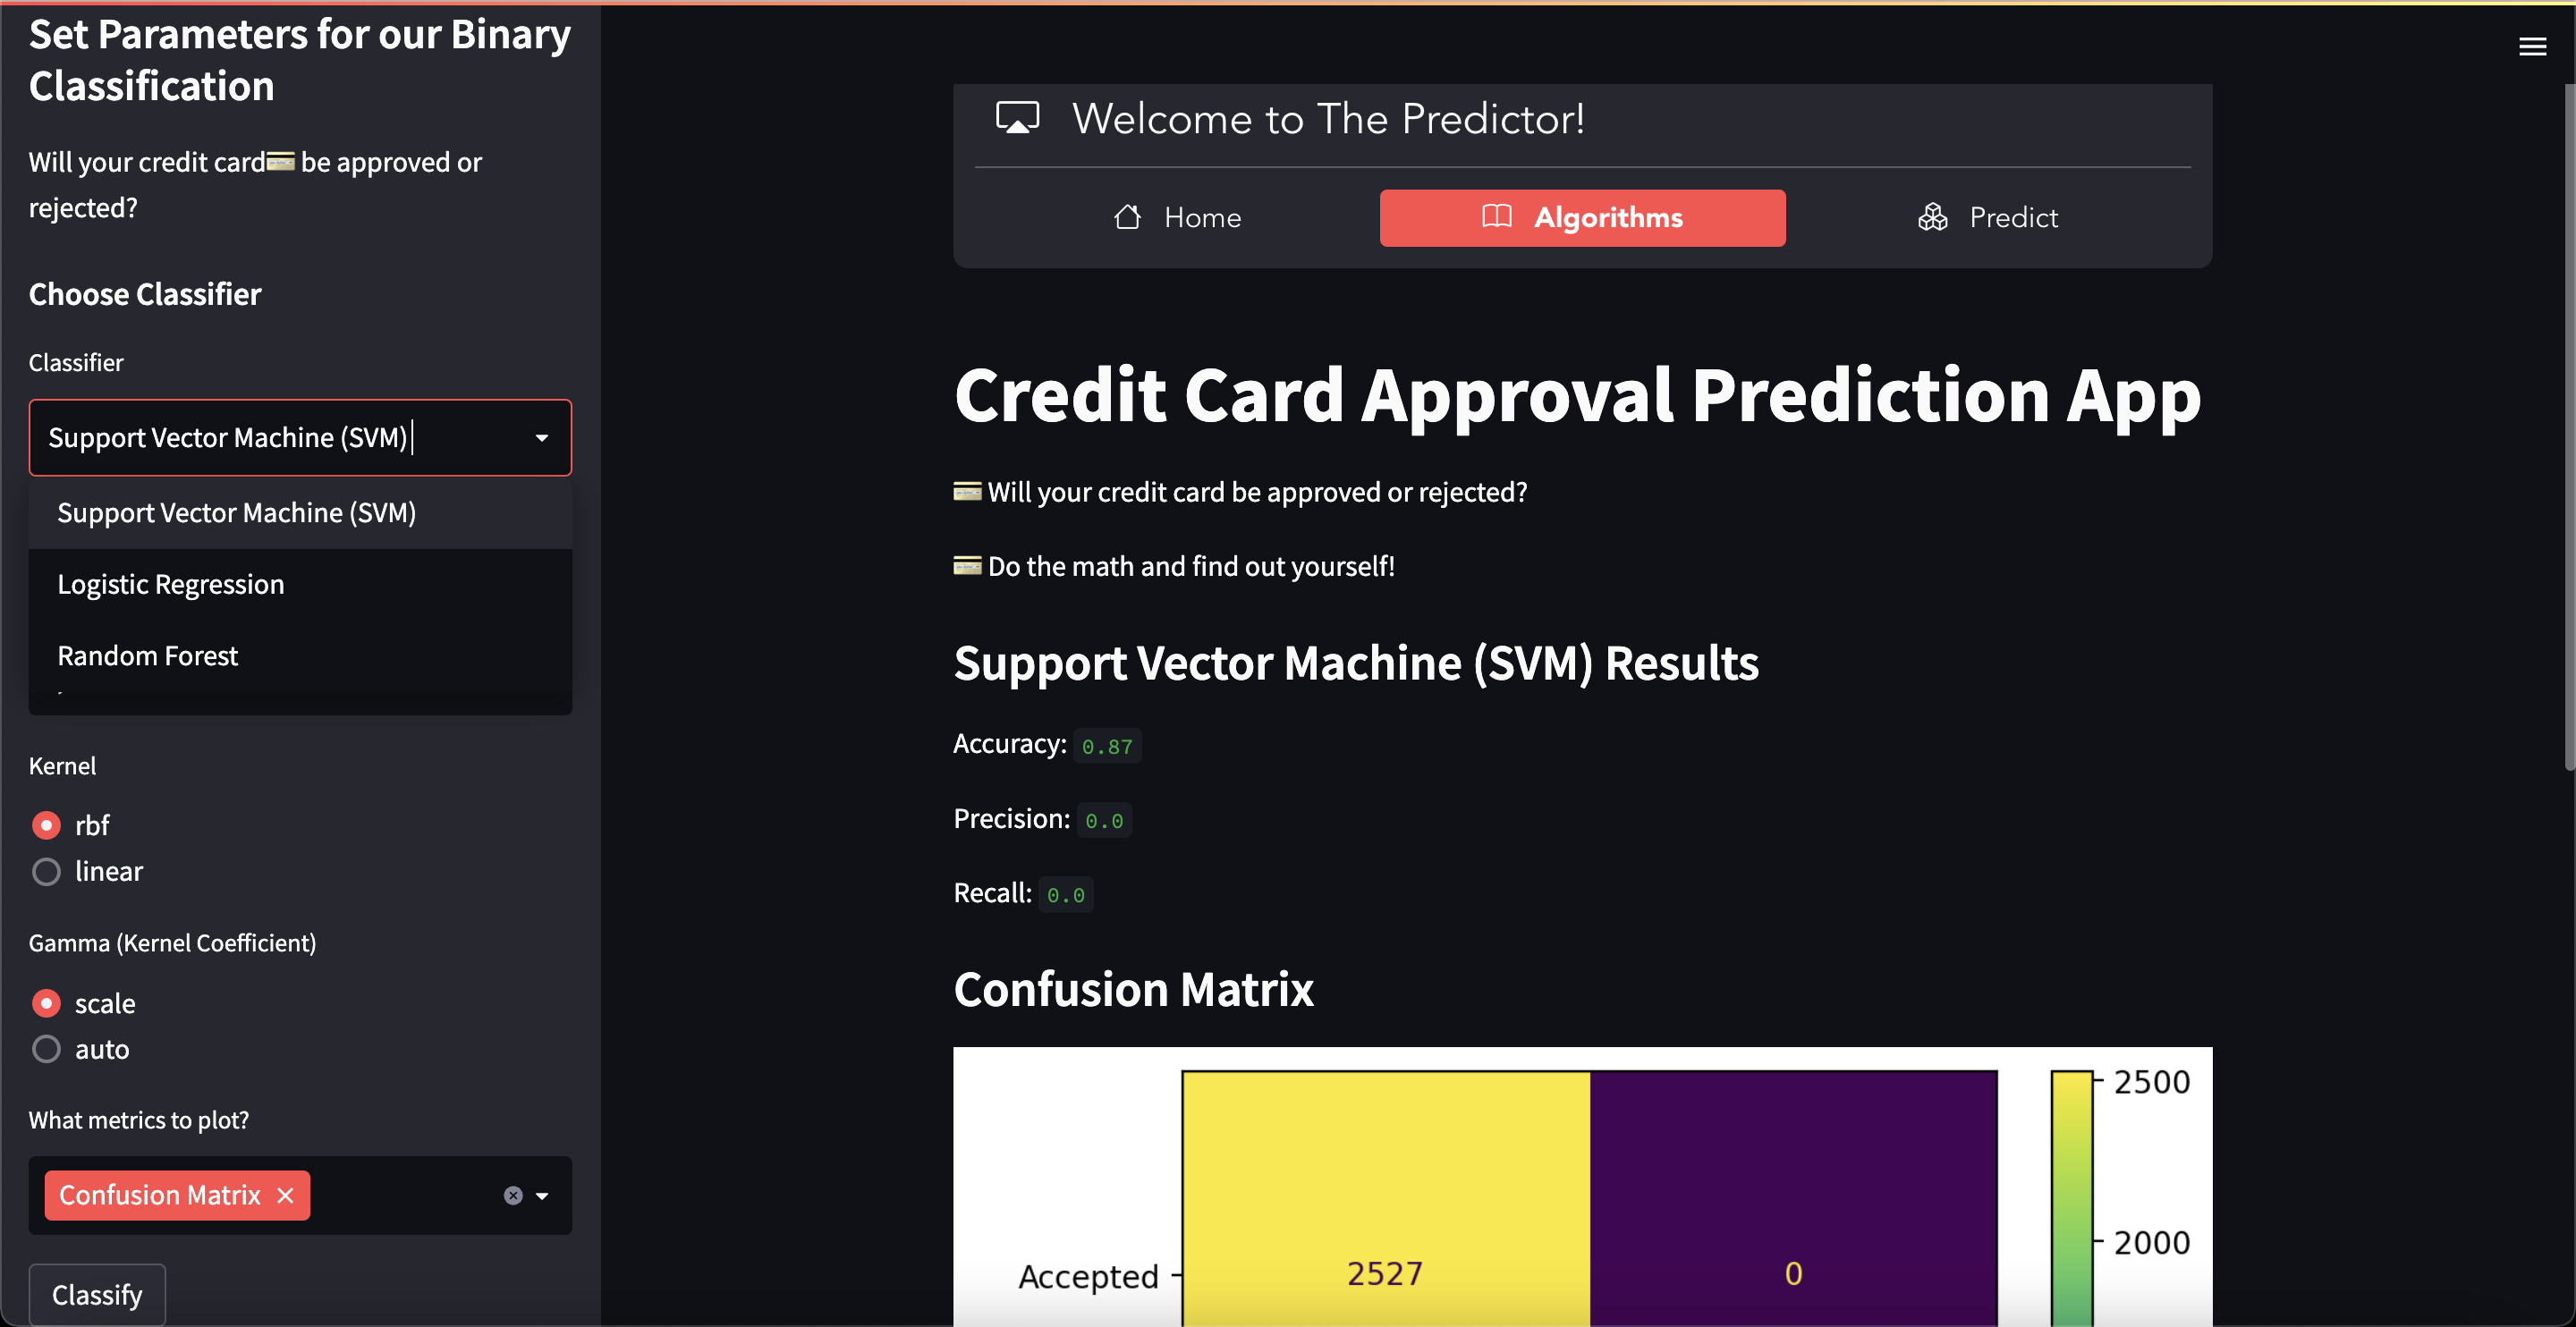 Set Parameters for our Binary
Classification
Will your credit card💳 be approved or
rejected?
Choose Classifier
Classifier
Support Vector Machine (SVM)
Support Vector Machine (SVM)
Logistic Regression
Random Forest
Kernel
rbf
linear
Gamma (Kernel Coefficient)
scale
auto
What metrics to plot?
Confusion Matrix
Classify
Welcome to The Predictor!
Home
Algorithms
Predict
Credit Card Approval Prediction App
💳 Will your credit card be approved or rejected?
💳 Do the math and find out yourself!
Support Vector Machine (SVM) Results
Accuracy: 0.87
Precision: 0.0
Recall: 0.0
Confusion Matrix
2500
2000
Accepted 2527 0